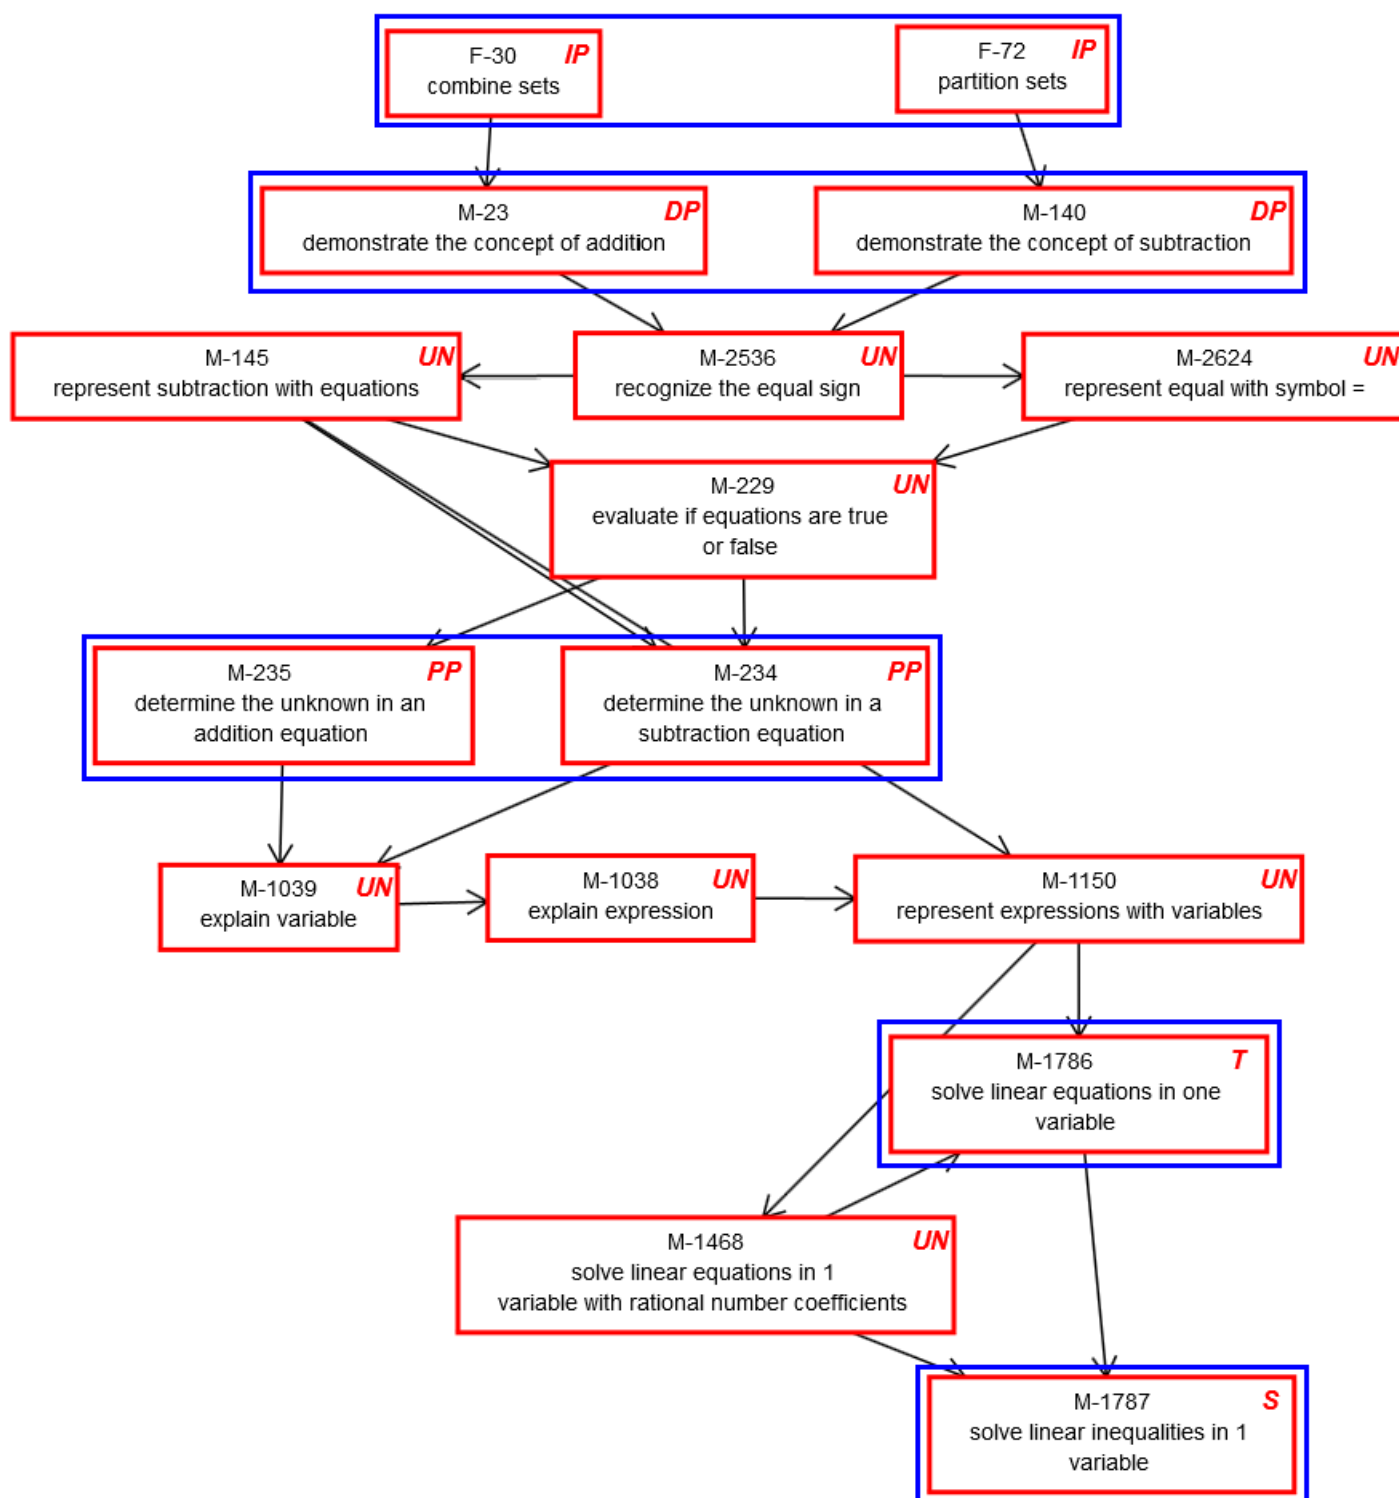 F-30 IP
combine sets
F-72 IP
partition sets
M-23 DP
demonstrate the concept of addition
M-140 DP
demonstrate the concept of subtraction
M-145 UN
represent subtraction with equations
M-2536 UN
recognize the equal sign
M-2624 UN
represent equal with symbol =
M-229 UN
evaluate if equations are true
or false
M-235 PP
determine the unknown in an
addition equation
M-234 PP
determine the unknown in a
subtraction equation
M-1039 UN
explain variable
M-1038 UN
explain expression
M-1150 UN
represent expressions with variables
M-1786 T
solve linear equations in one
variable
M-1468 UN
solve linear equations in 1
variable with rational number coefficients
M-1787 S
solve linear inequalities in 1
variable